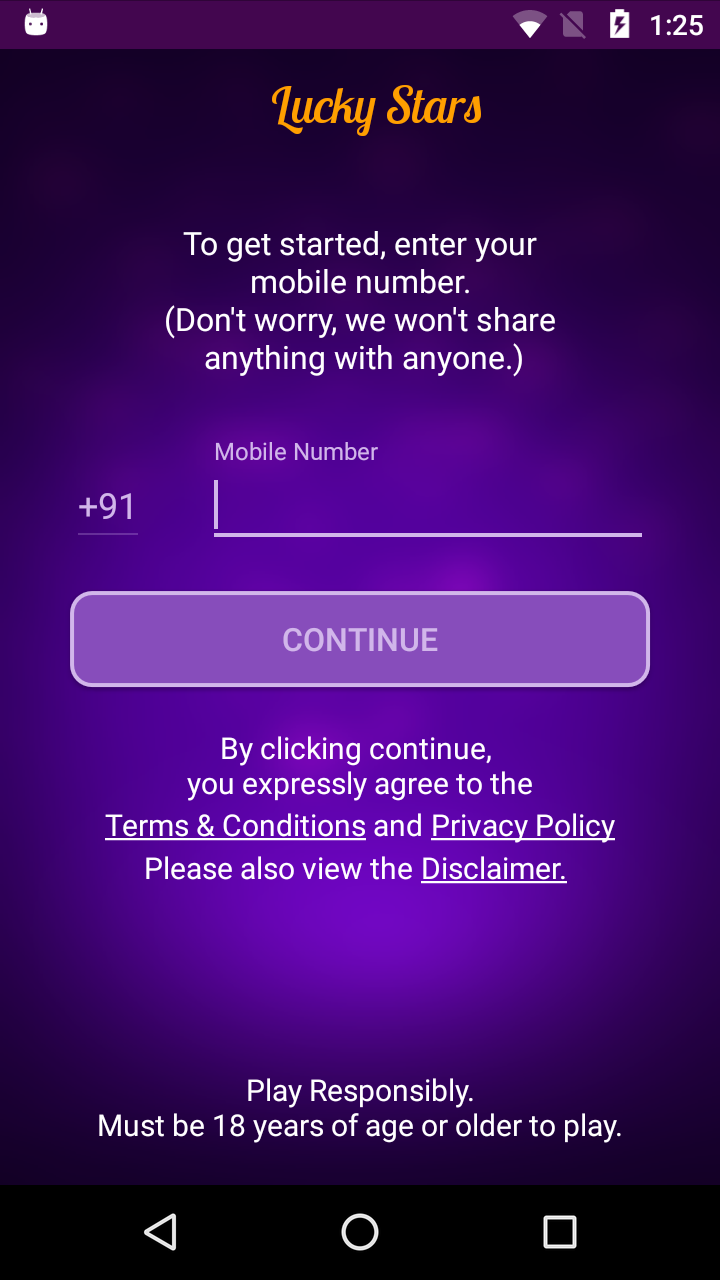 1:25
Lucky Stars
To get started, enter your
mobile number.
(Don't worry, we won't share
anything with anyone.)
Mobile Number
+91
CONTINUE
By clicking continue,
you expressly agree to the
Terms & Conditions and Privacy Policy
Please also view the Disclaimer.
Play Responsibly.
Must be 18 years of age or older to play.